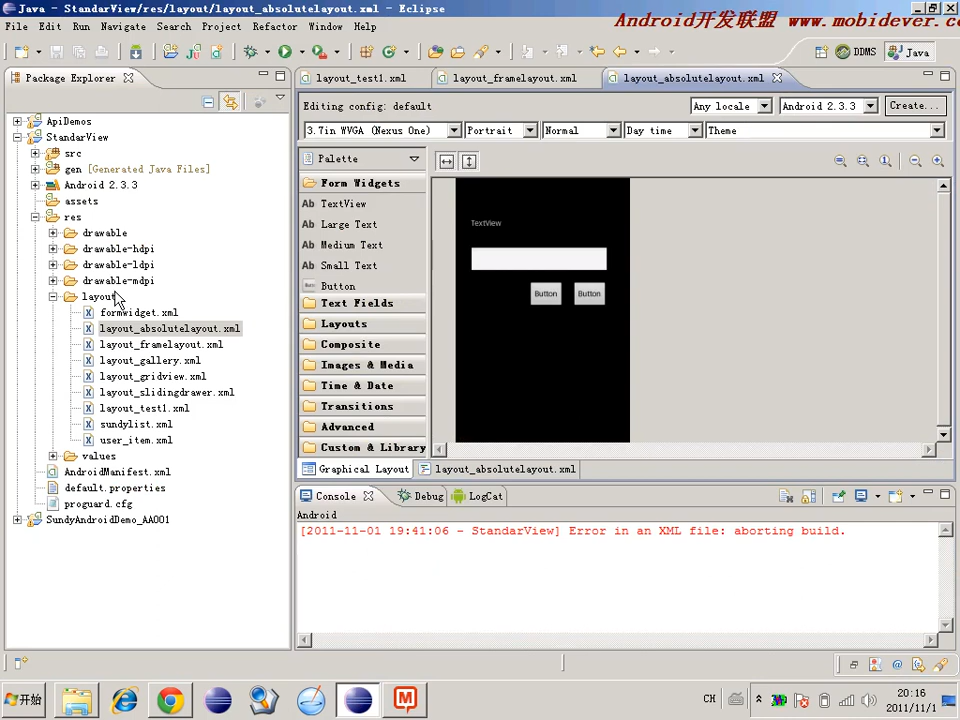 Java - StandarView/res/layout/layout_absolutelayout.xml - Eclipse
File Edit Run Navigate Search Project Refactor Window Help
Android开发联盟 www.mobidever.c
DDMS Java
Package Explorer
layout_test1.xml layout_framelayout.xml layout_absolutelayout.xml
Editing config: default Any locale Android 2.3.3 Create...
3.7in WVGA (Nexus One) Portrait Normal Day time Theme
ApiDemos
StandarView
src
gen [Generated Java Files]
Android 2.3.3
assets
res
drawable
drawable-hdpi
drawable-ldpi
drawable-mdpi
layout
formwidget.xml
layout_absolutelayout.xml
layout_framelayout.xml
layout_gallery.xml
layout_gridview.xml
layout_slidingdrawer.xml
layout_test1.xml
sundylist.xml
user_item.xml
values
AndroidManifest.xml
default.properties
proguard.cfg
SundyAndroidDemo_AA001
Palette
Form Widgets
Ab TextView
Ab Large Text
Ab Medium Text
Ab Small Text
Button
Text Fields
Layouts
Composite
Images & Media
Time & Date
Transitions
Advanced
Custom & Library
TextView
Button Button
Graphical Layout layout_absolutelayout.xml
Console Debug LogCat
Android
[2011-11-01 19:41:06 - StandarView] Error in an XML file: aborting build.
开始
CH
20:16
2011/11/1